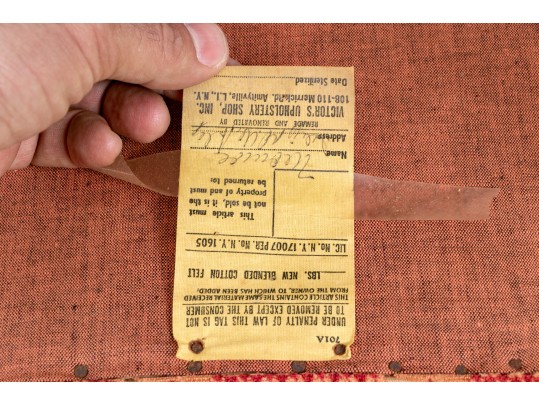 701A
UNDER PENALTY OF LAW THIS TAG IS NOT
TO BE REMOVED EXCEPT BY THE CONSUMER
THIS ARTICLE CONTAINS THE SAME MATERIAL RECEIVED
FROM THE OWNER, TO WHICH HAS BEEN ADDED:
LBS. NEW BLENDED COTTON FELT
LIC. No. N. Y. 17007 PER. No. N. Y. 1605
This article must
not be sold, it is the
property of and must
be returned to:
Name
Address
REMADE AND RENOVATED BY
VICTOR'S UPHOLSTERY SHOP, INC.
108-110 Merrick Rd. Amityville, L. I., N. Y.
Date Sterilized